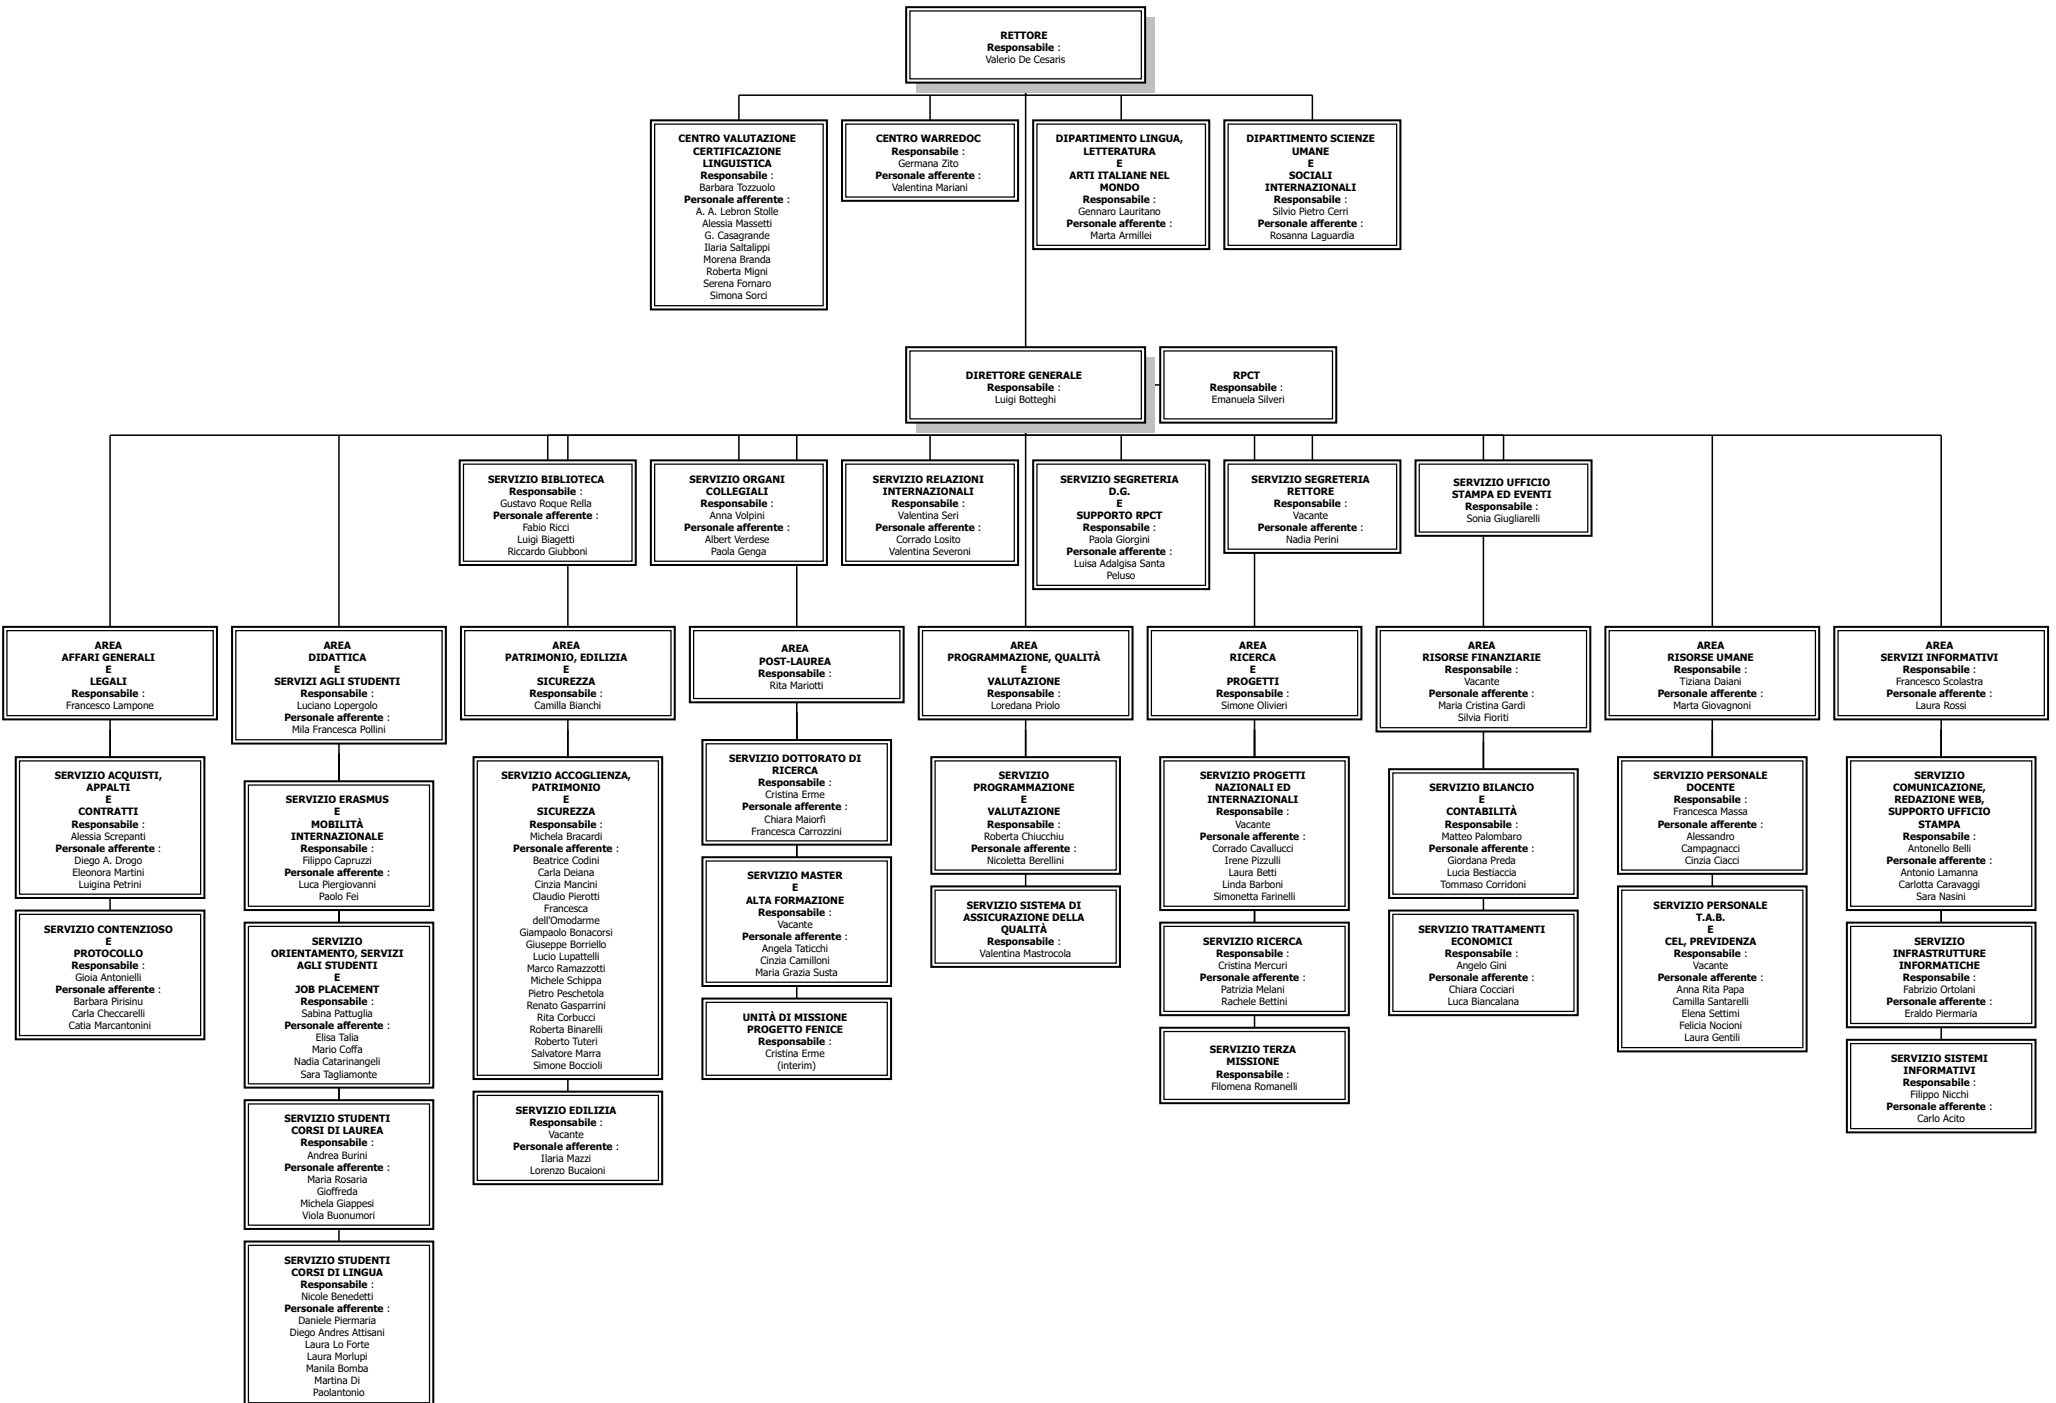 RETTORE
Responsabile :
Valerio De Cesaris
CENTRO VALUTAZIONE
CERTIFICAZIONE
LINGUISTICA
Responsabile :
Barbara Tozzuolo
Personale afferente :
A. A. Lebron Stolle
Alessia Massetti
G. Casagrande
Ilaria Saltalippi
Morena Branda
Roberta Migni
Serena Fornaro
Simona Sorci
CENTRO WARREDOC
Responsabile :
Germana Zito
Personale afferente :
Valentina Mariani
DIPARTIMENTO LINGUA,
LETTERATURA
E
ARTI ITALIANE NEL
MONDO
Responsabile :
Gennaro Lauritano
Personale afferente :
Marta Armillei
DIPARTIMENTO SCIENZE
UMANE
E
SOCIALI
INTERNAZIONALI
Responsabile :
Silvio Pietro Cerri
Personale afferente :
Rosanna Laguardia
DIRETTORE GENERALE
Responsabile :
Luigi Botteghi
RPCT
Responsabile :
Emanuela Silveri
SERVIZIO BIBLIOTECA
Responsabile :
Gustavo Roque Rella
Personale afferente :
Fabio Ricci
Luigi Biagetti
Riccardo Giubboni
SERVIZIO ORGANI
COLLEGIALI
Responsabile :
Anna Volpini
Personale afferente :
Albert Verdese
Paola Genga
SERVIZIO RELAZIONI
INTERNAZIONALI
Responsabile :
Valentina Seri
Personale afferente :
Corrado Losito
Valentina Severoni
SERVIZIO SEGRETERIA
D.G.
E
SUPPORTO RPCT
Responsabile :
Paola Giorgini
Personale afferente :
Luisa Adalgisa Santa
Peluso
SERVIZIO SEGRETERIA
RETTORE
Responsabile :
Vacante
Personale afferente :
Nadia Perini
SERVIZIO UFFICIO
STAMPA ED EVENTI
Responsabile :
Sonia Giugliarelli
AREA
AFFARI GENERALI
E
LEGALI
Responsabile :
Francesco Lampone
AREA
DIDATTICA
E
SERVIZI AGLI STUDENTI
Responsabile :
Luciano Lopergolo
Personale afferente :
Mila Francesca Pollini
AREA
PATRIMONIO, EDILIZIA
E
SICUREZZA
Responsabile :
Camilla Bianchi
AREA
POST-LAUREA
Responsabile :
Rita Mariotti
AREA
PROGRAMMAZIONE, QUALITÀ
E
VALUTAZIONE
Responsabile :
Loredana Priolo
AREA
RICERCA
E
PROGETTI
Responsabile :
Simone Olivieri
AREA
RISORSE FINANZIARIE
Responsabile :
Vacante
Personale afferente :
Maria Cristina Gardi
Silvia Fioriti
AREA
RISORSE UMANE
Responsabile :
Tiziana Daiani
Personale afferente :
Marta Giovagnoni
AREA
SERVIZI INFORMATIVI
Responsabile :
Francesco Scolastra
Personale afferente :
Laura Rossi
SERVIZIO ACQUISTI,
APPALTI
E
CONTRATTI
Responsabile :
Alessia Screpanti
Personale afferente :
Diego A. Drogo
Eleonora Martini
Luigina Petrini
SERVIZIO CONTENZIOSO
E
PROTOCOLLO
Responsabile :
Gioia Antonielli
Personale afferente :
Barbara Pirisinu
Carla Checcarelli
Catia Marcantonini
SERVIZIO ERASMUS
E
MOBILITÀ
INTERNAZIONALE
Responsabile :
Filippo Capruzzi
Personale afferente :
Luca Piergiovanni
Paolo Fei
SERVIZIO
ORIENTAMENTO, SERVIZI
AGLI STUDENTI
E
JOB PLACEMENT
Responsabile :
Sabina Pattuglia
Personale afferente :
Elisa Talia
Mario Coffa
Nadia Catarinangeli
Sara Tagliamonte
SERVIZIO STUDENTI
CORSI DI LAUREA
Responsabile :
Andrea Burini
Personale afferente :
Maria Rosaria
Gioffreda
Michela Giappesi
Viola Buonumori
SERVIZIO STUDENTI
CORSI DI LINGUA
Responsabile :
Nicole Benedetti
Personale afferente :
Daniele Piermaria
Diego Andres Attisani
Laura Lo Forte
Laura Morlupi
Manila Bomba
Martina Di
Paolantonio
SERVIZIO ACCOGLIENZA,
PATRIMONIO
E
SICUREZZA
Responsabile :
Michela Bracardi
Personale afferente :
Beatrice Codini
Carla Deiana
Cinzia Mancini
Claudio Pierotti
Francesca
dell'Omodarme
Giampaolo Bonacorsi
Giuseppe Borriello
Lucio Lupattelli
Marco Ramazzotti
Michele Schippa
Pietro Peschetola
Renato Gasparrini
Rita Corbucci
Roberta Binarelli
Roberto Tuteri
Salvatore Marra
Simone Boccioli
SERVIZIO EDILIZIA
Responsabile :
Vacante
Personale afferente :
Ilaria Mazzi
Lorenzo Bucaioni
SERVIZIO DOTTORATO DI
RICERCA
Responsabile :
Cristina Erme
Personale afferente :
Chiara Maiorfi
Francesca Carrozzini
SERVIZIO MASTER
E
ALTA FORMAZIONE
Responsabile :
Vacante
Personale afferente :
Angela Taticchi
Cinzia Camilloni
Maria Grazia Susta
UNITÀ DI MISSIONE
PROGETTO FENICE
Responsabile :
Cristina Erme
(interim)
SERVIZIO
PROGRAMMAZIONE
E
VALUTAZIONE
Responsabile :
Roberta Chiucchiu
Personale afferente :
Nicoletta Berellini
SERVIZIO SISTEMA DI
ASSICURAZIONE DELLA
QUALITÀ
Responsabile :
Valentina Mastrocola
SERVIZIO PROGETTI
NAZIONALI ED
INTERNAZIONALI
Responsabile :
Vacante
Personale afferente :
Corrado Cavallucci
Irene Pizzulli
Laura Betti
Linda Barboni
Simonetta Farinelli
SERVIZIO RICERCA
Responsabile :
Cristina Mercuri
Personale afferente :
Patrizia Melani
Rachele Bettini
SERVIZIO TERZA
MISSIONE
Responsabile :
Filomena Romanelli
SERVIZIO BILANCIO
E
CONTABILITÀ
Responsabile :
Matteo Palombaro
Personale afferente :
Giordana Preda
Lucia Bestiaccia
Tommaso Corridoni
SERVIZIO TRATTAMENTI
ECONOMICI
Responsabile :
Angelo Gini
Personale afferente :
Chiara Cocciari
Luca Biancalana
SERVIZIO PERSONALE
DOCENTE
Responsabile :
Francesca Massa
Personale afferente :
Alessandro
Campagnacci
Cinzia Ciacci
SERVIZIO PERSONALE
T.A.B.
E
CEL, PREVIDENZA
Responsabile :
Vacante
Personale afferente :
Anna Rita Papa
Camilla Santarelli
Elena Settimi
Felicia Nocioni
Laura Gentili
SERVIZIO
COMUNICAZIONE,
REDAZIONE WEB,
SUPPORTO UFFICIO
STAMPA
Responsabile :
Antonello Belli
Personale afferente :
Antonio Lamanna
Carlotta Caravaggi
Sara Nasini
SERVIZIO
INFRASTRUTTURE
INFORMATICHE
Responsabile :
Fabrizio Ortolani
Personale afferente :
Eraldo Piermaria
SERVIZIO SISTEMI
INFORMATIVI
Responsabile :
Filippo Nicchi
Personale afferente :
Carlo Acito